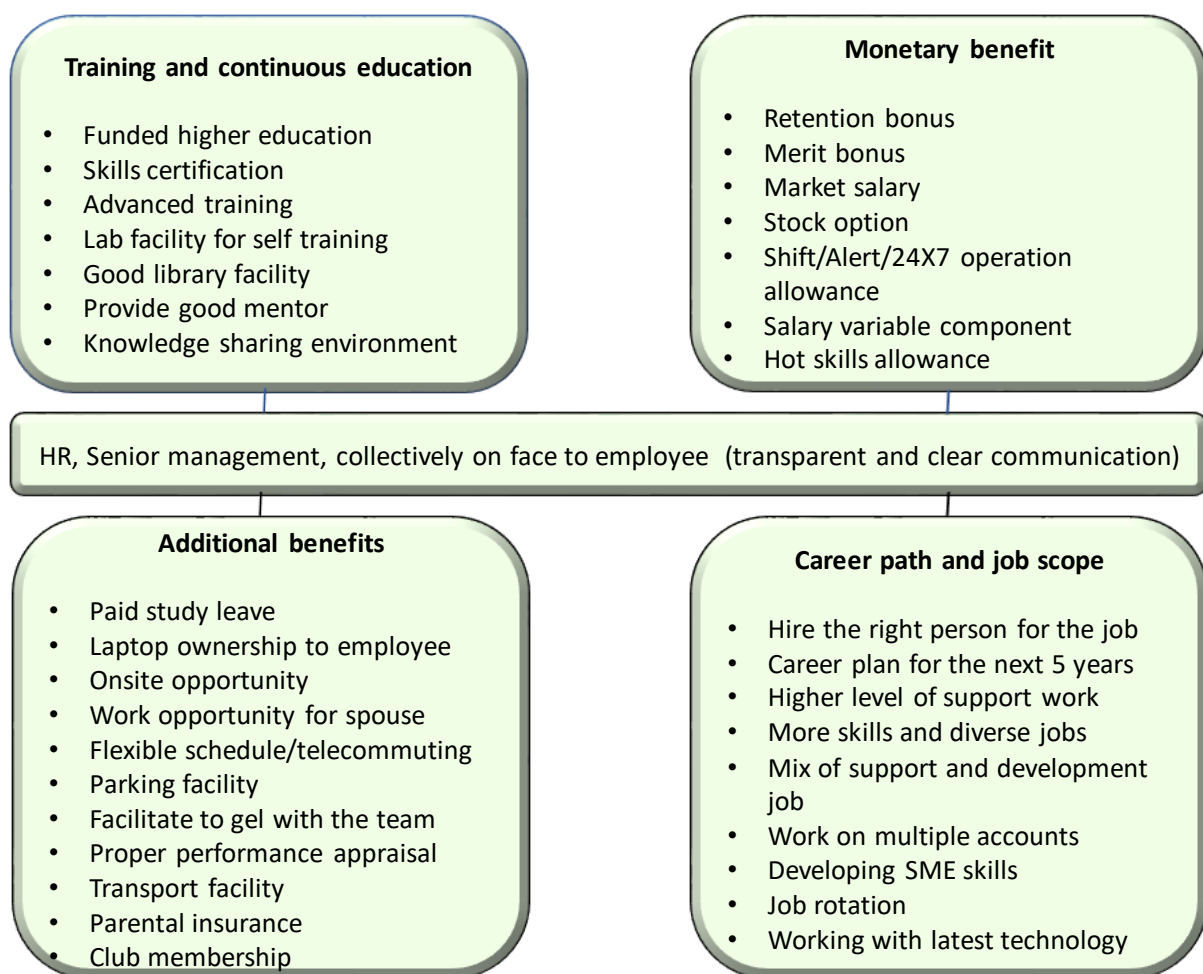 Training and continuous education
• Funded higher education
• Skills certification
• Advanced training
• Lab facility for self training
• Good library facility
• Provide good mentor
• Knowledge sharing environment
Monetary benefit
• Retention bonus
• Merit bonus
• Market salary
• Stock option
• Shift/Alert/24X7 operation
allowance
• Salary variable component
• Hot skills allowance
HR, Senior management, collectively on face to employee (transparent and clear communication)
Additional benefits
• Paid study leave
• Laptop ownership to employee
• Onsite opportunity
• Work opportunity for spouse
• Flexible schedule/telecommuting
• Parking facility
• Facilitate to gel with the team
• Proper performance appraisal
• Transport facility
• Parental insurance
• Club membership
Career path and job scope
• Hire the right person for the job
• Career plan for the next 5 years
• Higher level of support work
• More skills and diverse jobs
• Mix of support and development
job
• Work on multiple accounts
• Developing SME skills
• Job rotation
• Working with latest technology